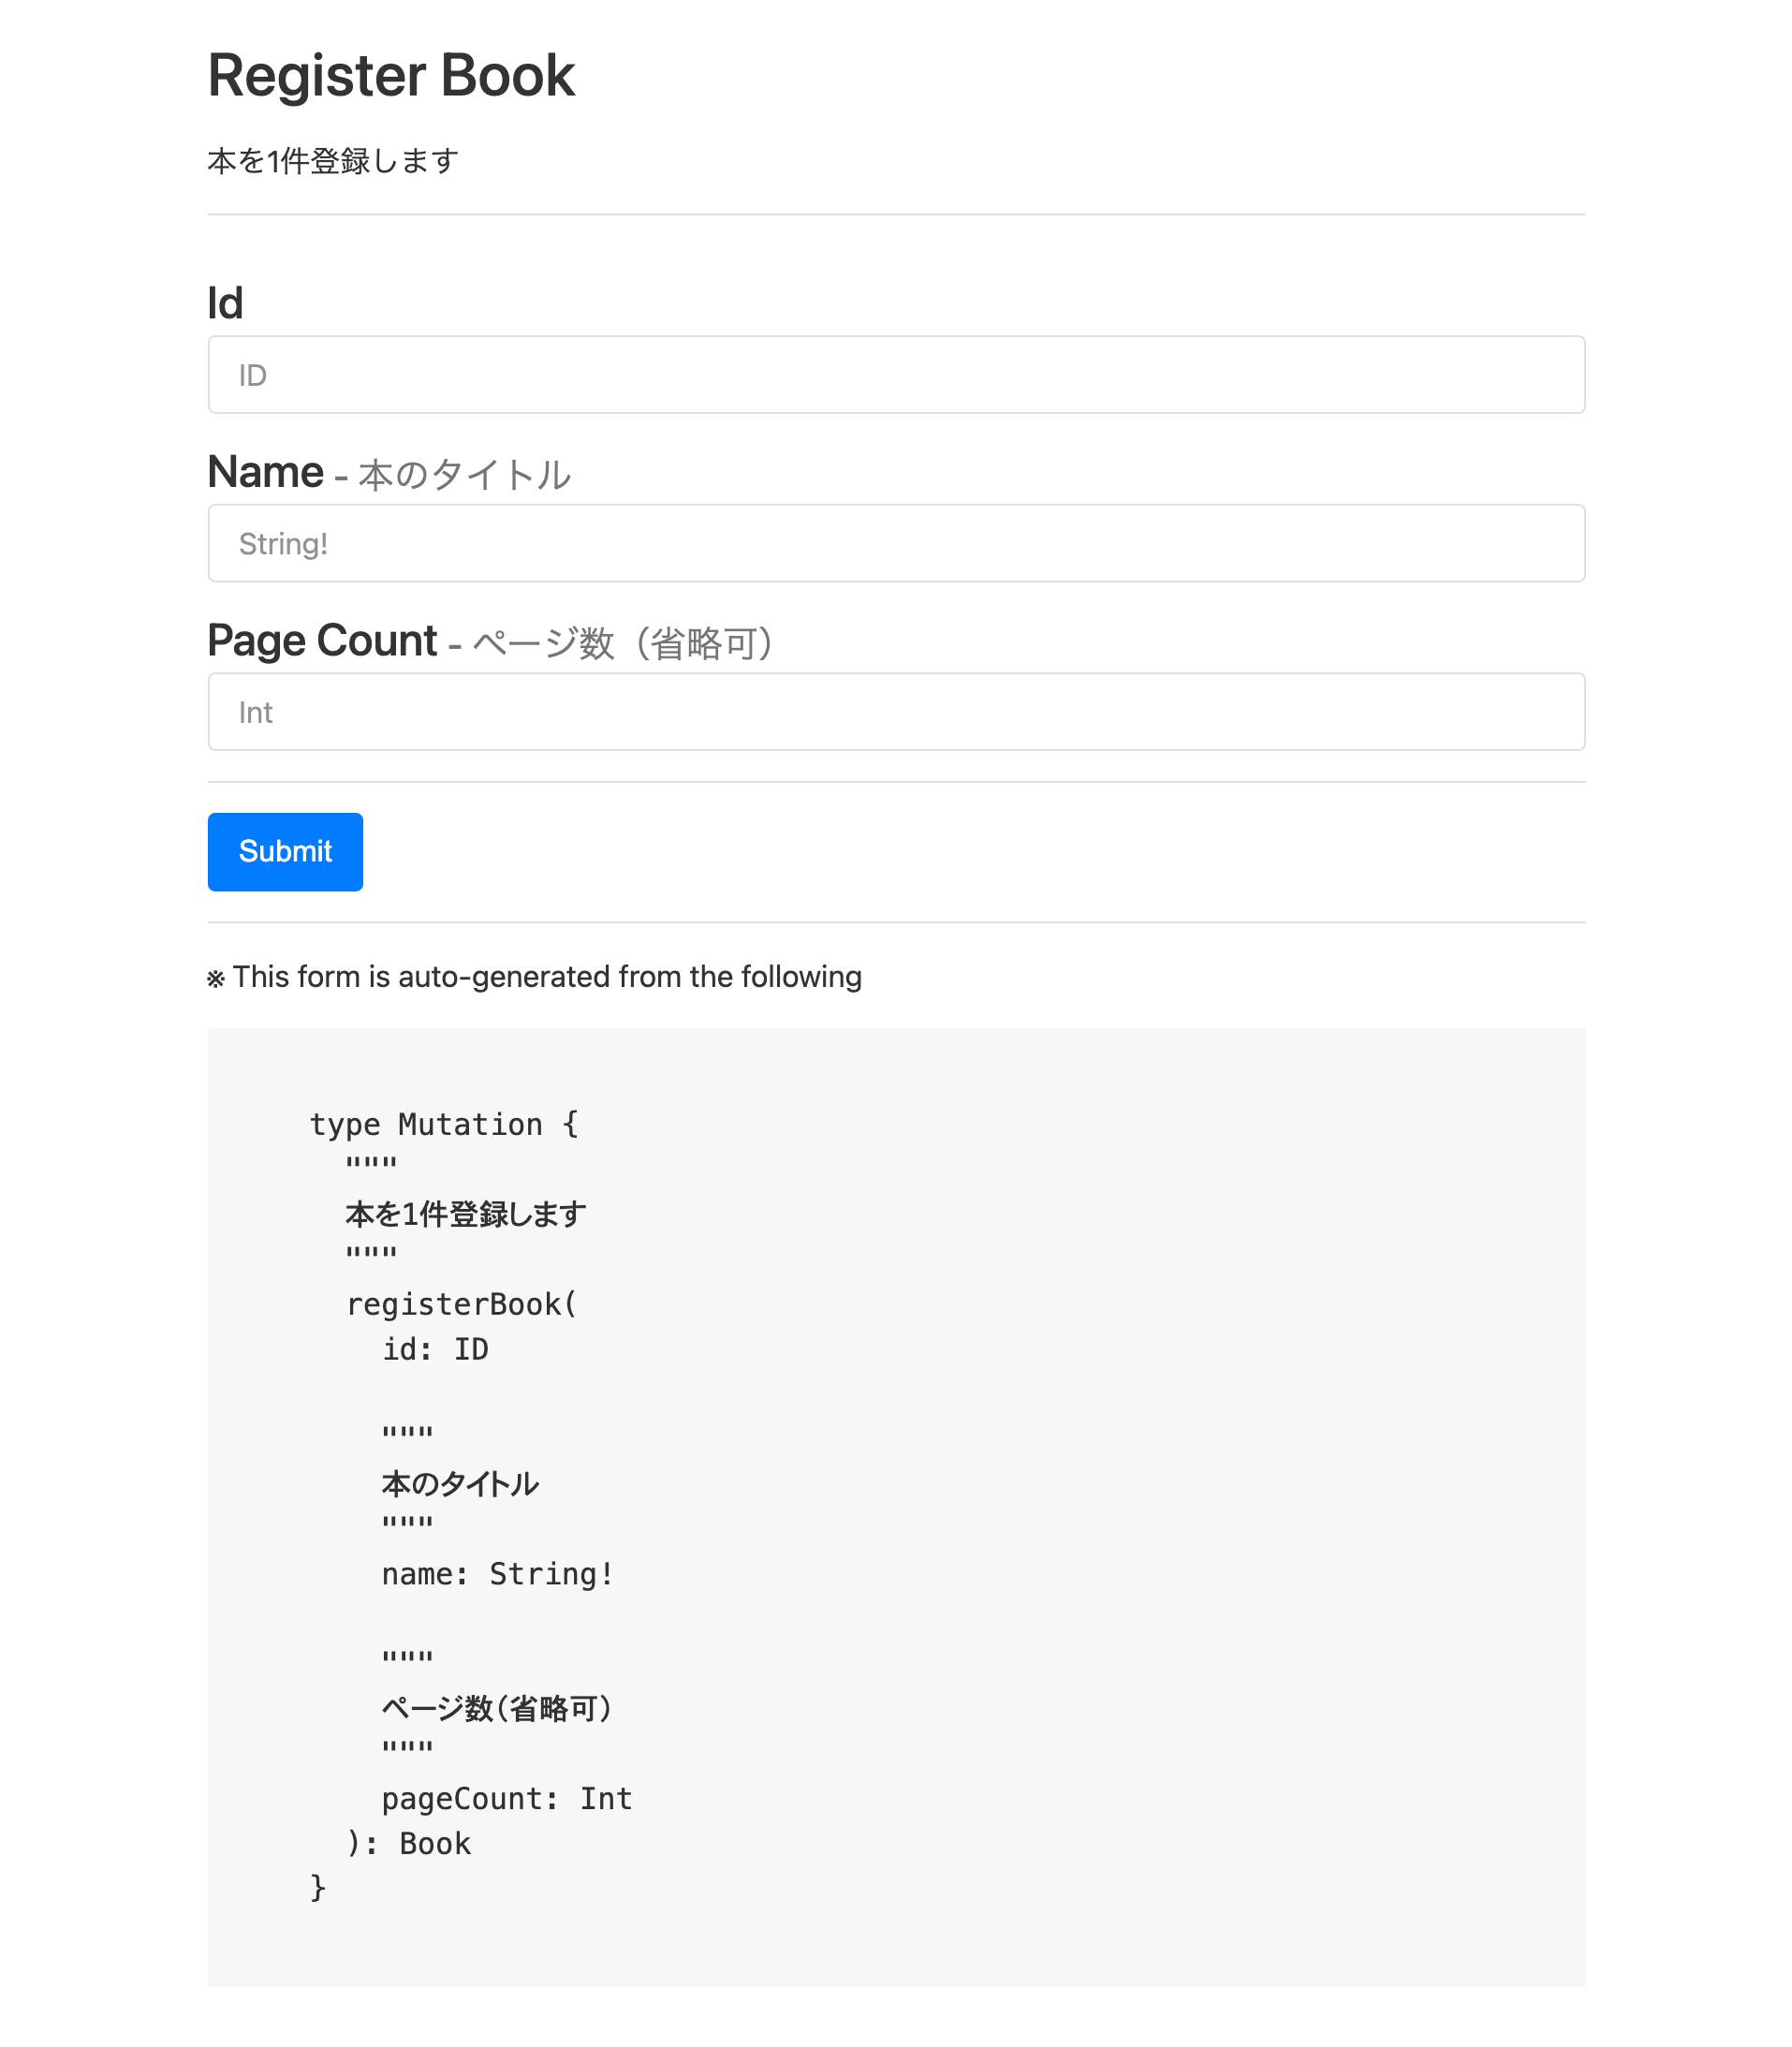 Register Book
本を1件登録します
Id
ID
Name - 本のタイトル
String!
Page Count - ページ数（省略可）
Int
Submit
※ This form is auto-generated from the following
type Mutation {
  """
  本を1件登録します
  """
  registerBook(
    id: ID

    """
    本のタイトル
    """
    name: String!

    """
    ページ数（省略可）
    """
    pageCount: Int
  ): Book
}